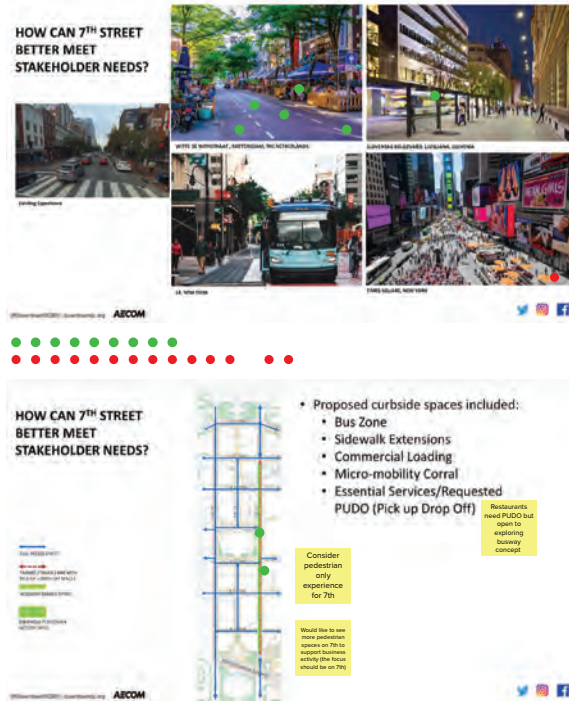 HOW CAN 7TH STREET
BETTER MEET
STAKEHOLDER NEEDS?
WITTE DE WITHSTRAAT, ROTTERDAM, THE NETHERLANDS
SLOVENSKA BOULEVARD, LJUBLJANA, SLOVENIA
Existing Experience
TIMES SQUARE, NEW YORK
AECOM
HOW CAN 7TH STREET
BETTER MEET
STAKEHOLDER NEEDS?
• Proposed curbside spaces included:
• Bus Zone
• Sidewalk Extensions
• Commercial Loading
• Micro-mobility Corral
• Essential Services/Requested
PUDO (Pick up Drop Off)
Restaurants
need PUDO but
open to
exploring
busway
concept
Consider
pedestrian
only
experience
for 7th
Would like to see
more pedestrian
spaces on 7th to
support business
activity (the focus
should be on 7th)
AECOM